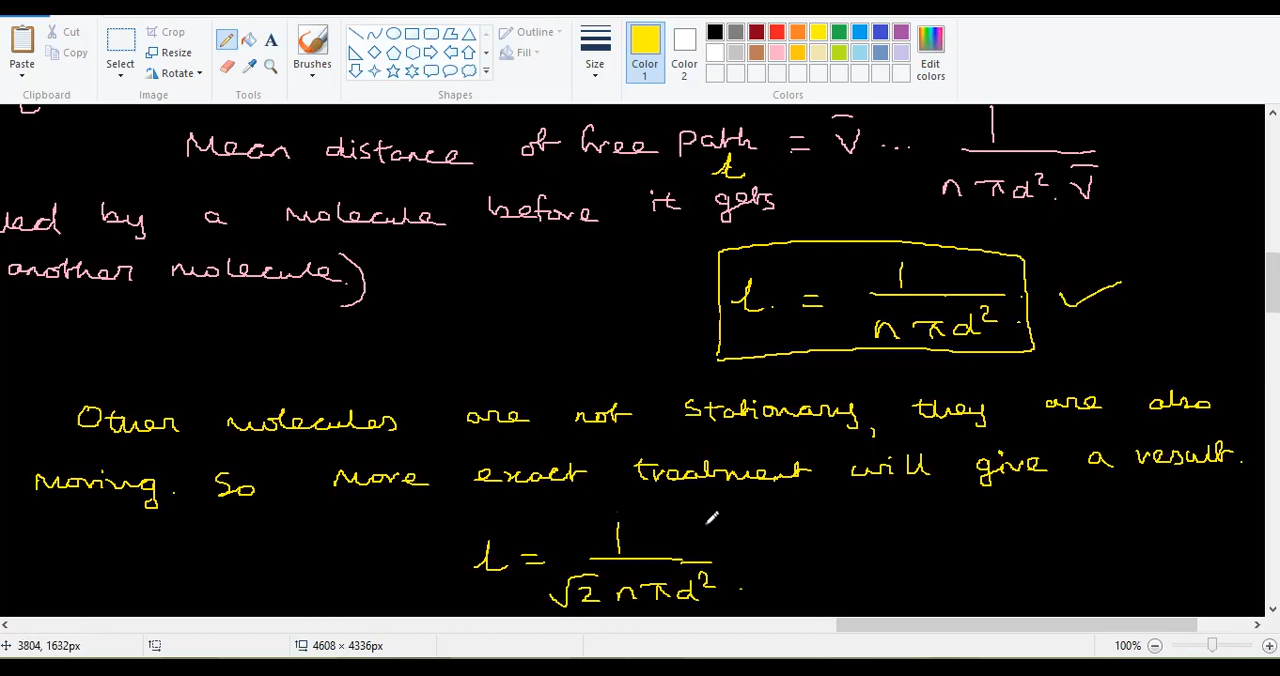 Paste
Cut
Copy
Clipboard
Select
Crop
Resize
Rotate
Image
A
Tools
Brushes
Outline
Fill
Shapes
Size
Color 1
Color 2
Edit colors
Colors
Mean distance of free path = v̄ ... 1 / (n πd². v̄)
l
by a molecule before it gets
another molecule.)
l. = 1 / (n πd²)
Other molecules are not stationary, they are also
moving. So more exact treatment will give a result.
l = 1 / (√2 nπd²).
3804, 1632px
4608 × 4336px
100%